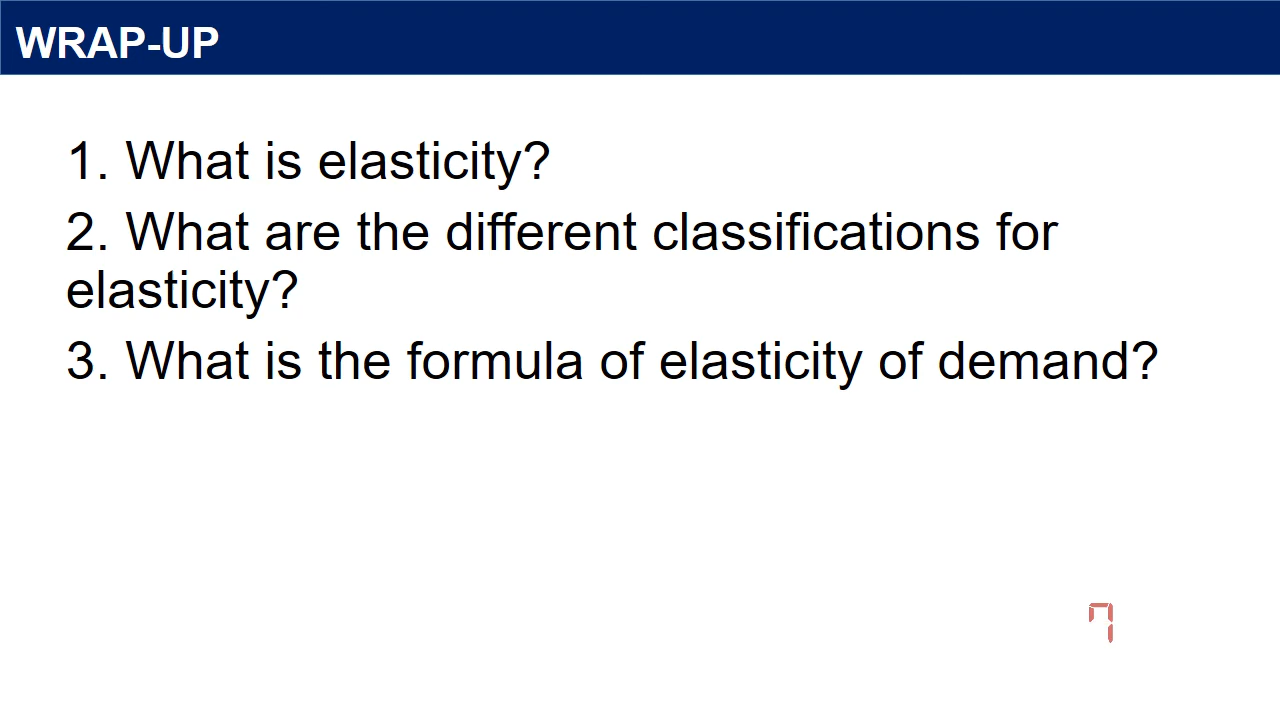 WRAP-UP
1. What is elasticity?
2. What are the different classifications for
elasticity?
3. What is the formula of elasticity of demand?
7